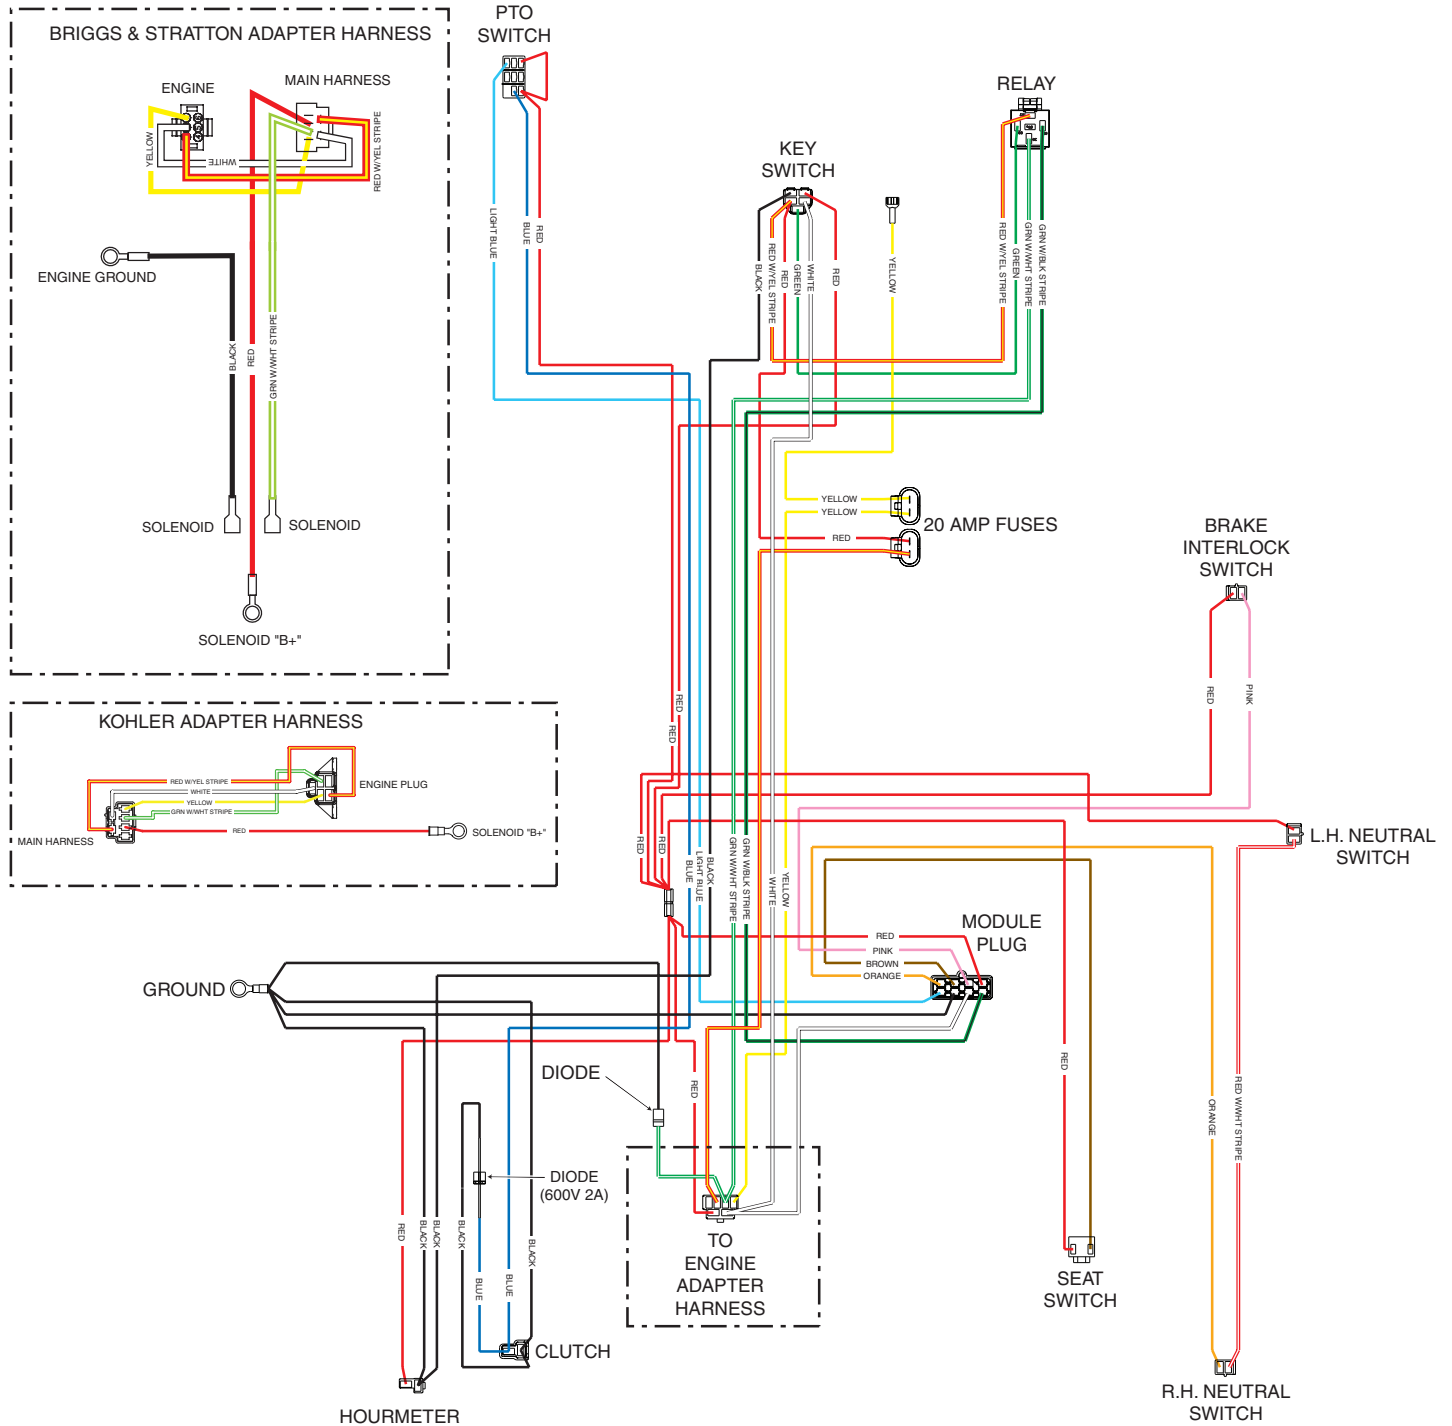 BRIGGS & STRATTON ADAPTER HARNESS
ENGINE
MAIN HARNESS
YELLOW
WHITE
RED W/YEL STRIPE
ENGINE GROUND
BLACK
RED
GRN W/WHT STRIPE
SOLENOID
SOLENOID
SOLENOID "B+"
KOHLER ADAPTER HARNESS
RED W/YEL STRIPE
WHITE
YELLOW
GRN W/WHT STRIPE
RED
ENGINE PLUG
MAIN HARNESS
SOLENOID "B+"
PTO
SWITCH
LIGHT BLUE
BLUE
RED
KEY
SWITCH
BLACK
RED W/YEL STRIPE
RED
GREEN
WHITE
RED
YELLOW
RELAY
RED W/YEL STRIPE
GREEN
GRN W/WHT STRIPE
GRN W/BLK STRIPE
YELLOW
YELLOW
RED
20 AMP FUSES
BRAKE
INTERLOCK
SWITCH
RED
PINK
RED
RED
L.H. NEUTRAL
SWITCH
RED
RED
BLUE
LIGHT BLUE
BLACK
GRN W/WHT STRIPE
GRN W/BLK STRIPE
WHITE
YELLOW
MODULE
PLUG
RED
PINK
BROWN
ORANGE
GROUND
DIODE
RED
DIODE
(600V 2A)
RED
BLACK
BLACK
BLACK
BLUE
BLUE
BLACK
CLUTCH
HOURMETER
TO
ENGINE
ADAPTER
HARNESS
RED
SEAT
SWITCH
ORANGE
RED W/WHT STRIPE
R.H. NEUTRAL
SWITCH